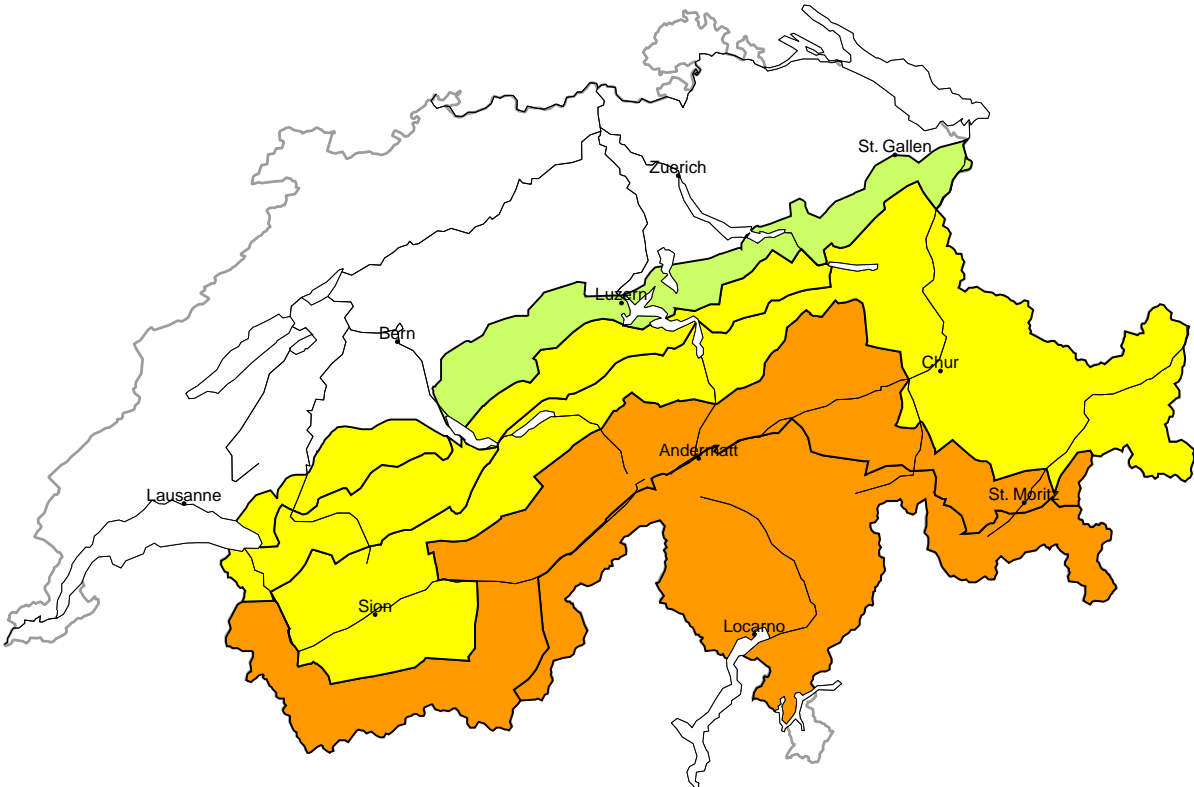 St. Gallen
Zuerich
Luzern
Bern
Chur
Andermatt
Lausanne
St. Moritz
Sion
Locarno